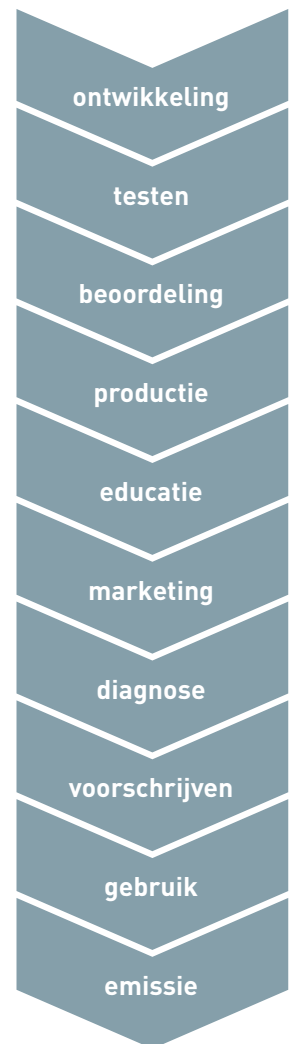 ontwikkeling
testen
beoordeling
productie
educatie
marketing
diagnose
voorschrijven
gebruik
emissie